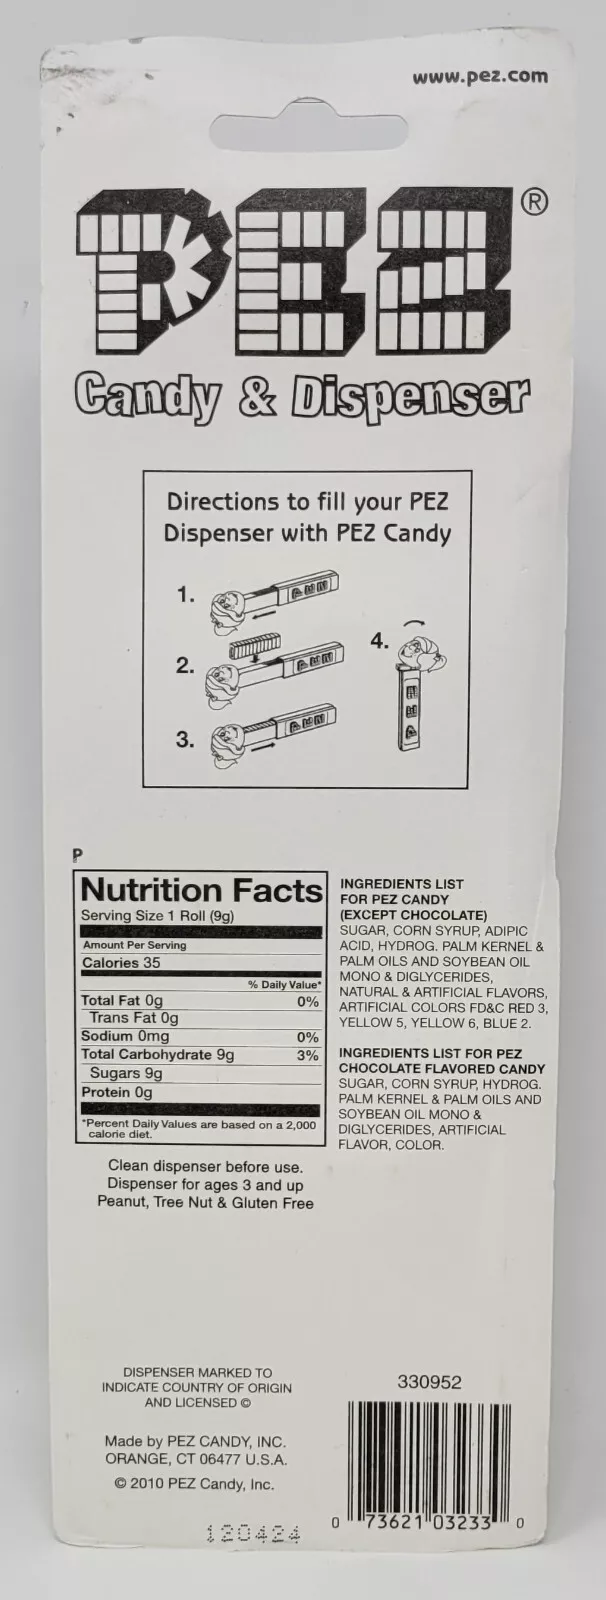 www.pez.com
PEZ®
Candy & Dispenser
Directions to fill your PEZ
Dispenser with PEZ Candy
1.
PEZ
2.
PEZ
3.
PEZ
4.
PEZ
P
Nutrition Facts
Serving Size 1 Roll (9g)
Amount Per Serving
Calories 35
% Daily Value*
Total Fat 0g 0%
Trans Fat 0g
Sodium 0mg 0%
Total Carbohydrate 9g 3%
Sugars 9g
Protein 0g
*Percent Daily Values are based on a 2,000
calorie diet.
Clean dispenser before use.
Dispenser for ages 3 and up
Peanut, Tree Nut & Gluten Free
INGREDIENTS LIST
FOR PEZ CANDY
(EXCEPT CHOCOLATE)
SUGAR, CORN SYRUP, ADIPIC
ACID, HYDROG. PALM KERNEL &
PALM OILS AND SOYBEAN OIL
MONO & DIGLYCERIDES,
NATURAL & ARTIFICIAL FLAVORS,
ARTIFICIAL COLORS FD&C RED 3,
YELLOW 5, YELLOW 6, BLUE 2.
INGREDIENTS LIST FOR PEZ
CHOCOLATE FLAVORED CANDY
SUGAR, CORN SYRUP, HYDROG.
PALM KERNEL & PALM OILS AND
SOYBEAN OIL MONO &
DIGLYCERIDES, ARTIFICIAL
FLAVOR, COLOR.
DISPENSER MARKED TO
INDICATE COUNTRY OF ORIGIN
AND LICENSED ©
Made by PEZ CANDY, INC.
ORANGE, CT 06477 U.S.A.
© 2010 PEZ Candy, Inc.
120424
330952
0 73621 03233 0